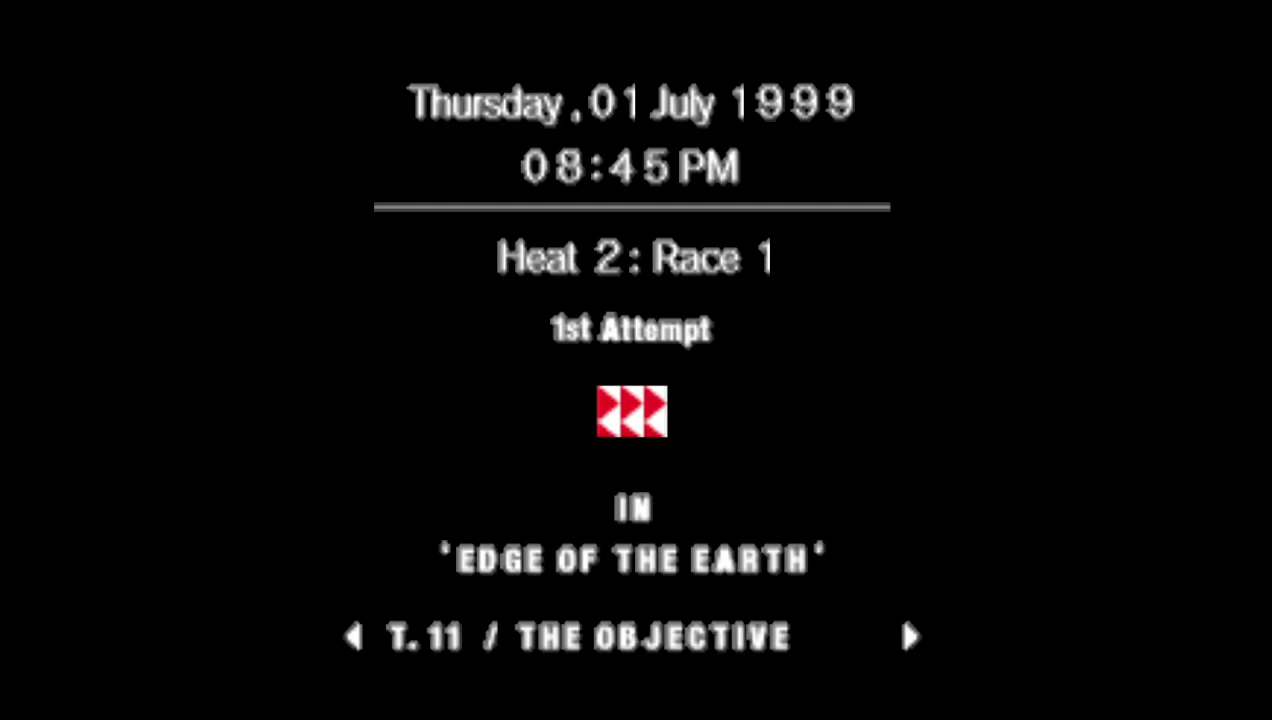 Thursday, 01 July 1999
08:45 PM
Heat 2: Race 1
1st Attempt
IN
'EDGE OF THE EARTH'
T.11 / THE OBJECTIVE